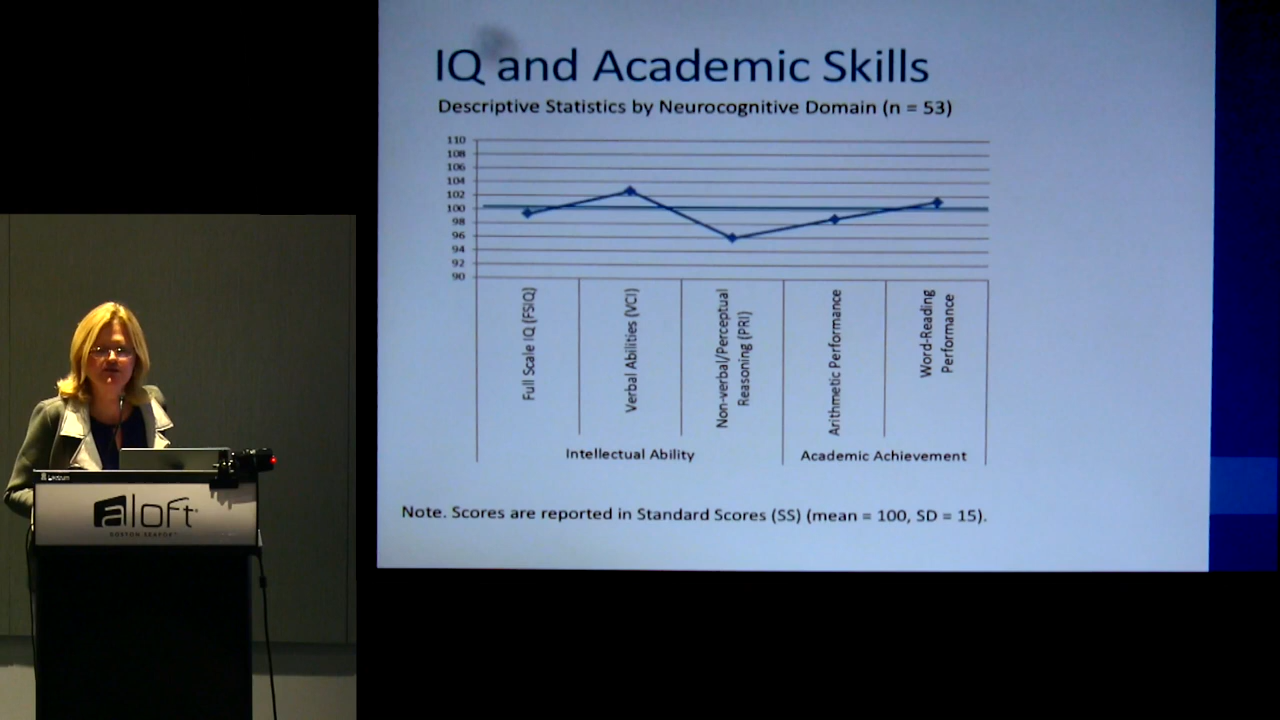 IQ and Academic Skills
Descriptive Statistics by Neurocognitive Domain (n = 53)
110
108
106
104
102
100
98
96
94
92
90
Full Scale IQ (FSIQ)
Verbal Abilities (VCI)
Non-verbal/Perceptual
Reasoning (PRI)
Arithmetic Performance
Word-Reading
Performance
Intellectual Ability
Academic Achievement
Note. Scores are reported in Standard Scores (SS) (mean = 100, SD = 15).
aloft
BOSTON SEAPORT